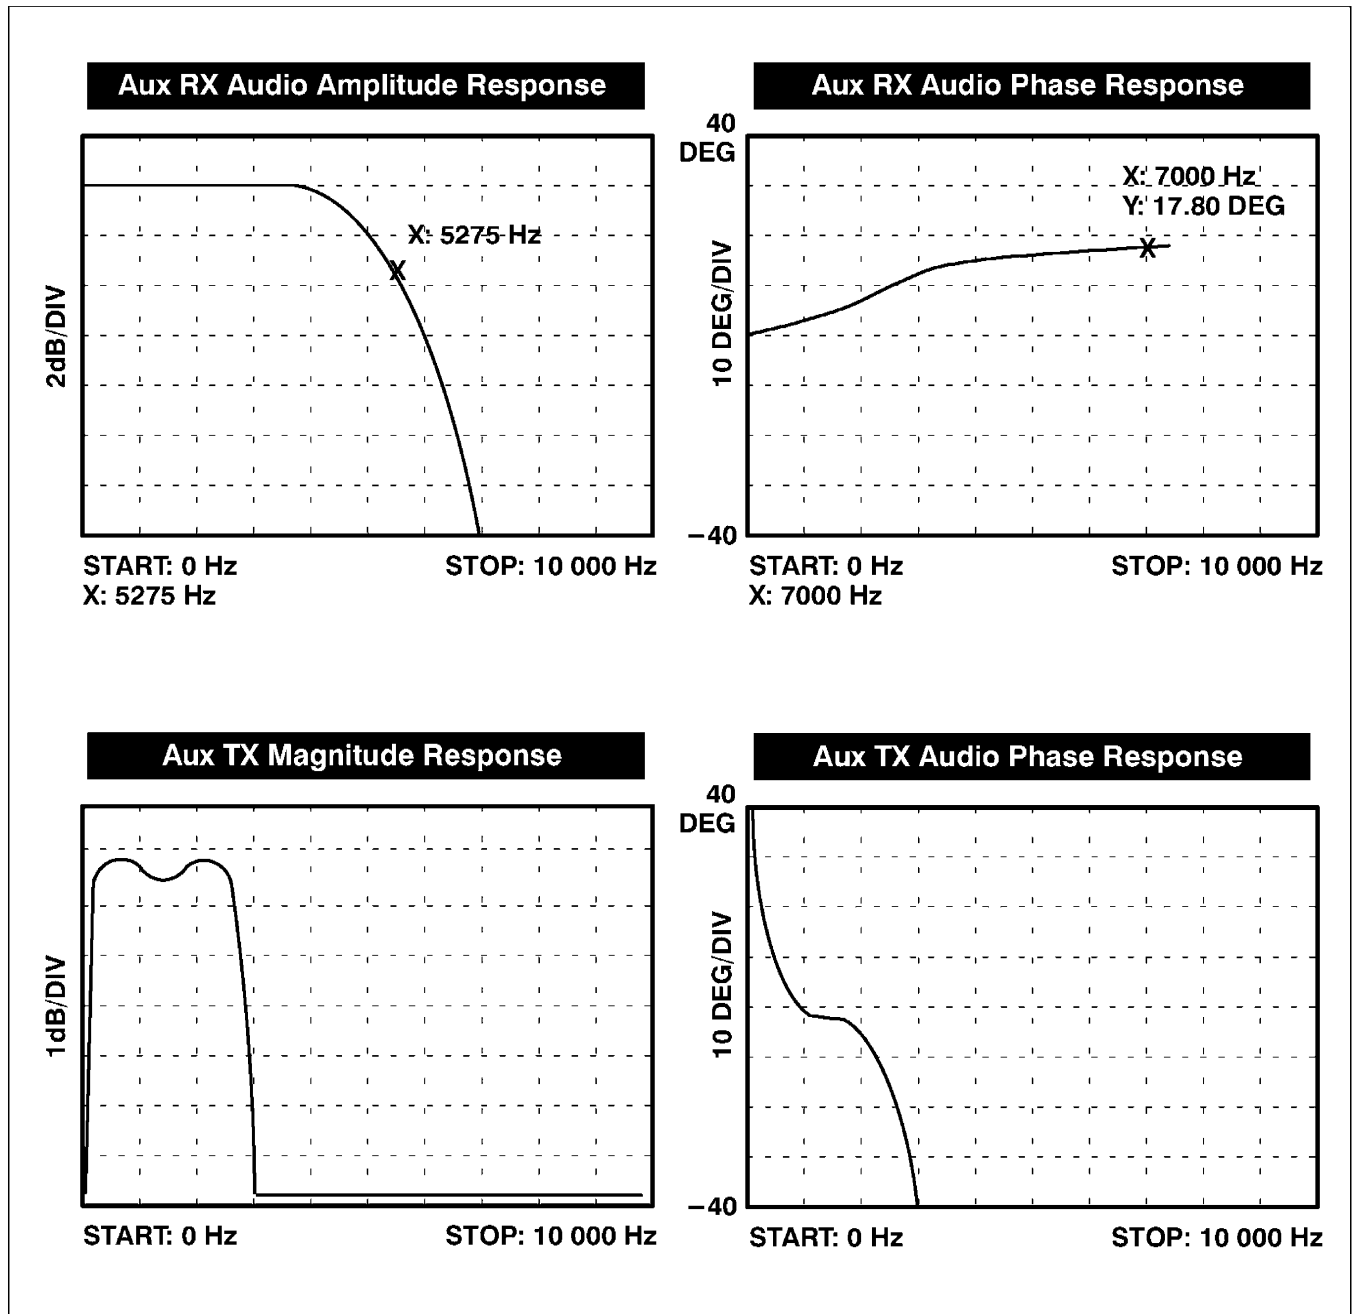 Aux RX Audio Amplitude Response
X: 5275 Hz
2dB/DIV
START: 0 Hz STOP: 10 000 Hz
X: 5275 Hz
Aux RX Audio Phase Response
40
DEG
X: 7000 Hz
Y: 17.80 DEG
10 DEG/DIV
−40
START: 0 Hz STOP: 10 000 Hz
X: 7000 Hz
Aux TX Magnitude Response
1dB/DIV
START: 0 Hz STOP: 10 000 Hz
Aux TX Audio Phase Response
40
DEG
10 DEG/DIV
−40
START: 0 Hz STOP: 10 000 Hz